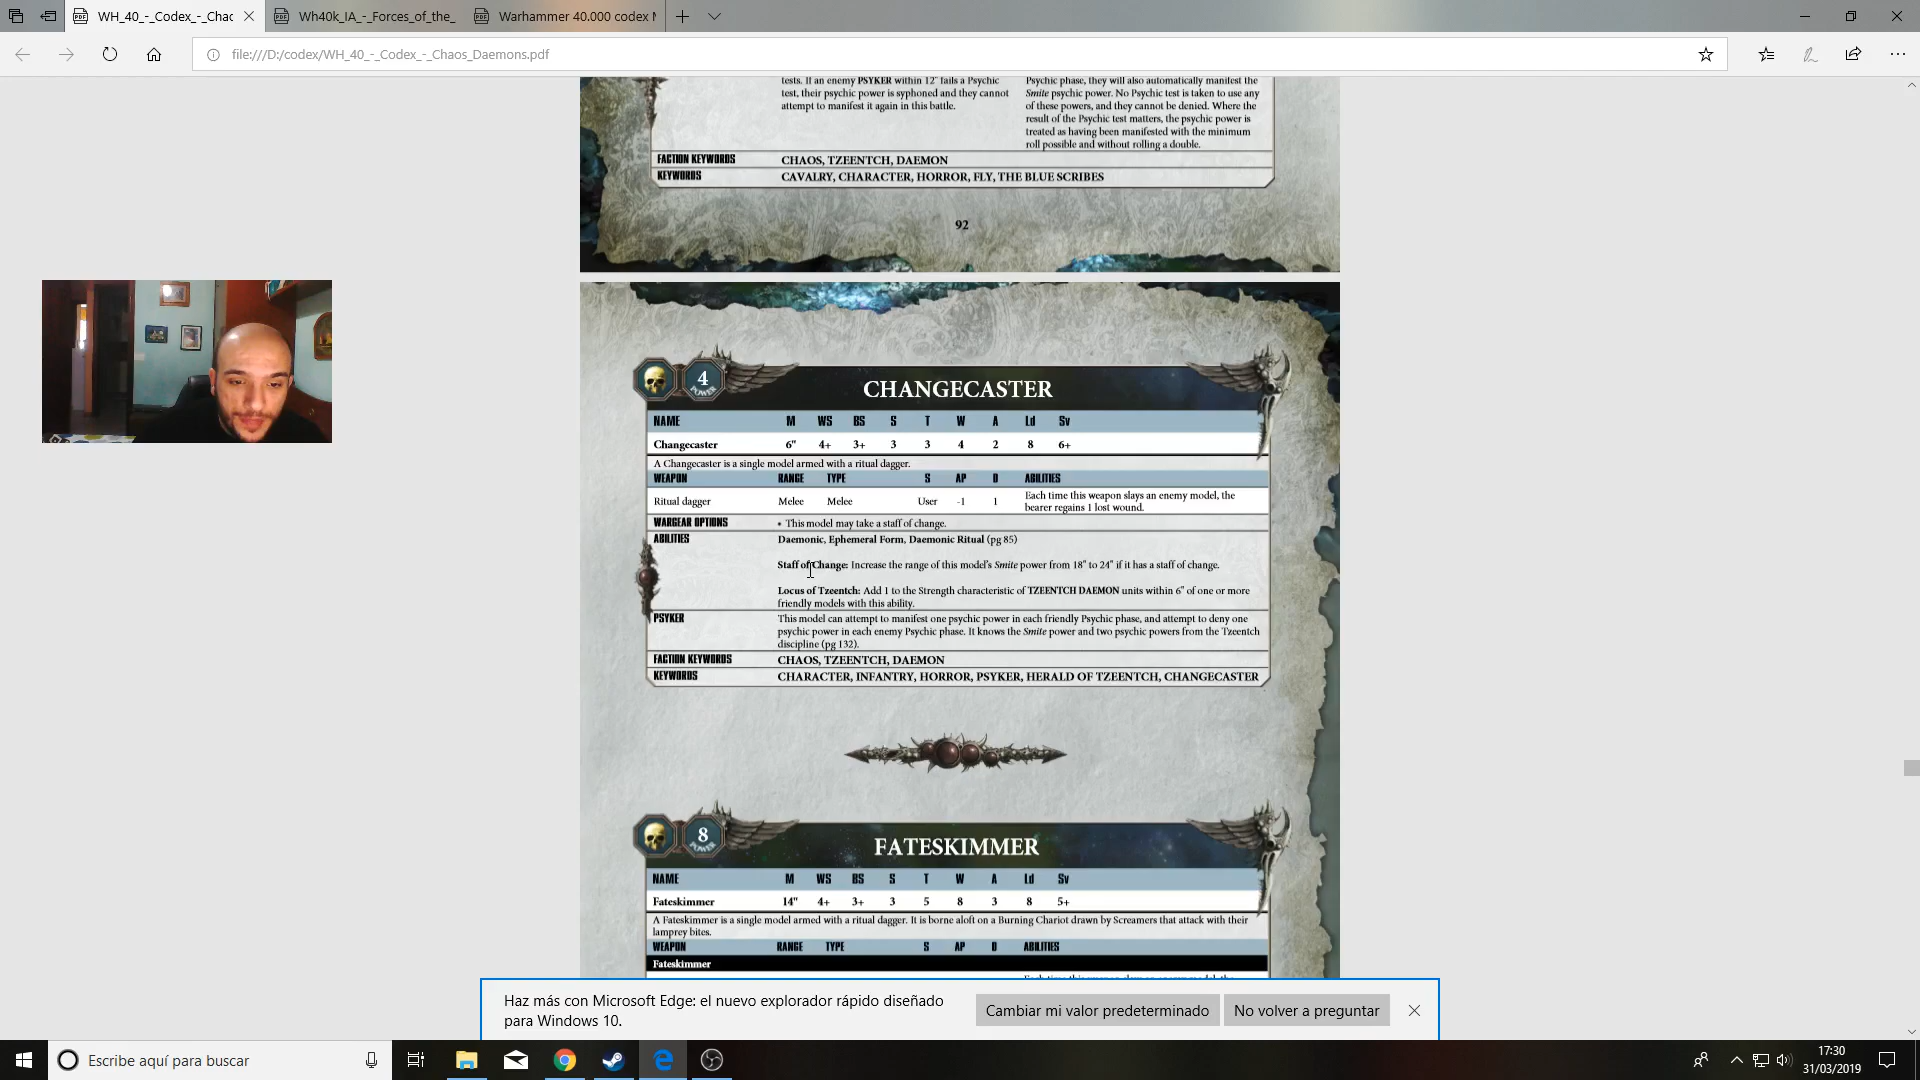 WH_40_-_Codex_-_Chac
Wh40k_IA_-_Forces_of_the_
Warhammer 40.000 codex
file:///D:/codex/WH_40_-_Codex_-_Chaos_Daemons.pdf
tests. If an enemy PSYKER within 12" fails a Psychic
test, their psychic power is syphoned and they cannot
attempt to manifest it again in this battle.
Psychic phase, they will also automatically manifest the
Smite psychic power. No Psychic test is taken to use any
of these powers, and they cannot be denied. Where the
result of the Psychic test matters, the psychic power is
treated as having been manifested with the minimum
roll possible and without rolling a double.
FACTION KEYWORDS CHAOS, TZEENTCH, DAEMON
KEYWORDS CAVALRY, CHARACTER, HORROR, FLY, THE BLUE SCRIBES
92
4
POWER
CHANGECASTER
NAME M WS BS S T W A Ld Sv
Changecaster 6" 4+ 3+ 3 3 4 2 8 6+
A Changecaster is a single model armed with a ritual dagger.
WEAPON RANGE TYPE S AP D ABILITIES
Ritual dagger Melee Melee User -1 1 Each time this weapon slays an enemy model, the
bearer regains 1 lost wound.
WARGEAR OPTIONS • This model may take a staff of change.
ABILITIES Daemonic, Ephemeral Form, Daemonic Ritual (pg 85)
Staff of Change: Increase the range of this model's Smite power from 18" to 24" if it has a staff of change.
Locus of Tzeentch: Add 1 to the Strength characteristic of TZEENTCH DAEMON units within 6" of one or more
friendly models with this ability.
PSYKER This model can attempt to manifest one psychic power in each friendly Psychic phase, and attempt to deny one
psychic power in each enemy Psychic phase. It knows the Smite power and two psychic powers from the Tzeentch
discipline (pg 132).
FACTION KEYWORDS CHAOS, TZEENTCH, DAEMON
KEYWORDS CHARACTER, INFANTRY, HORROR, PSYKER, HERALD OF TZEENTCH, CHANGECASTER
8
POWER
FATESKIMMER
NAME M WS BS S T W A Ld Sv
Fateskimmer 14" 4+ 3+ 3 5 8 3 8 5+
A Fateskimmer is a single model armed with a ritual dagger. It is borne aloft on a Burning Chariot drawn by Screamers that attack with their
lamprey bites.
WEAPON RANGE TYPE S AP D ABILITIES
Fateskimmer
Haz más con Microsoft Edge: el nuevo explorador rápido diseñado
para Windows 10.
Cambiar mi valor predeterminado
No volver a preguntar
Escribe aquí para buscar
17:30
31/03/2019